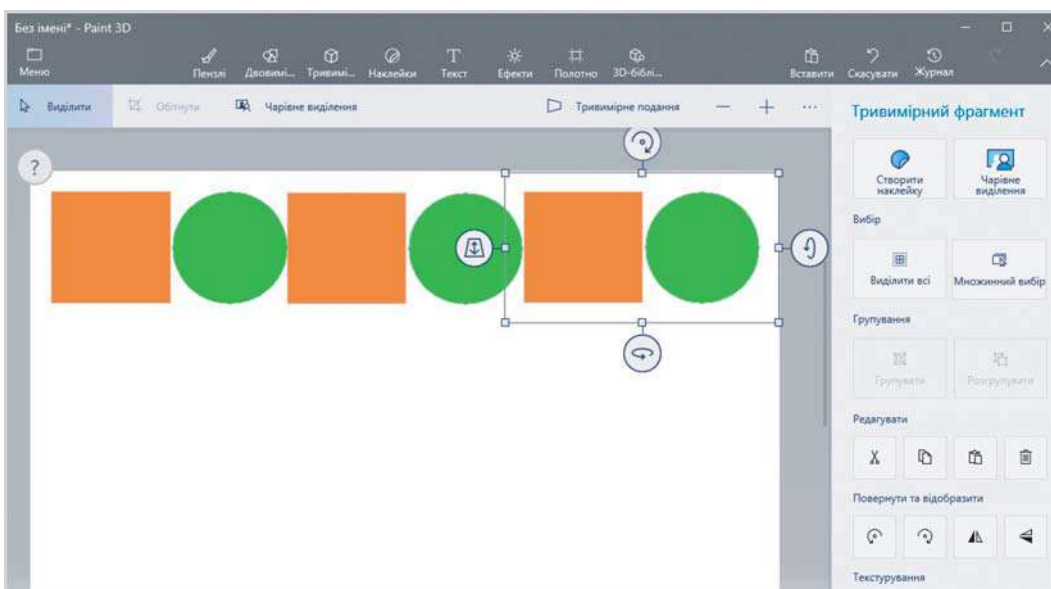 Без імені* - Paint 3D
Меню
Пензлі
Двовимі...
Тривимі...
Наклейки
Текст
Ефекти
Полотно
3D-біблі...
Вставити
Скасувати
Журнал
Виділити
Обітнути
Чарівне виділення
Тривимірне подання
Тривимірний фрагмент
?
Створити наклейку
Чарівне виділення
Вибір
Виділити всі
Множинний вибір
Групування
Групувати
Розгрупувати
Редагувати
Повернути та відобразити
Текстурування